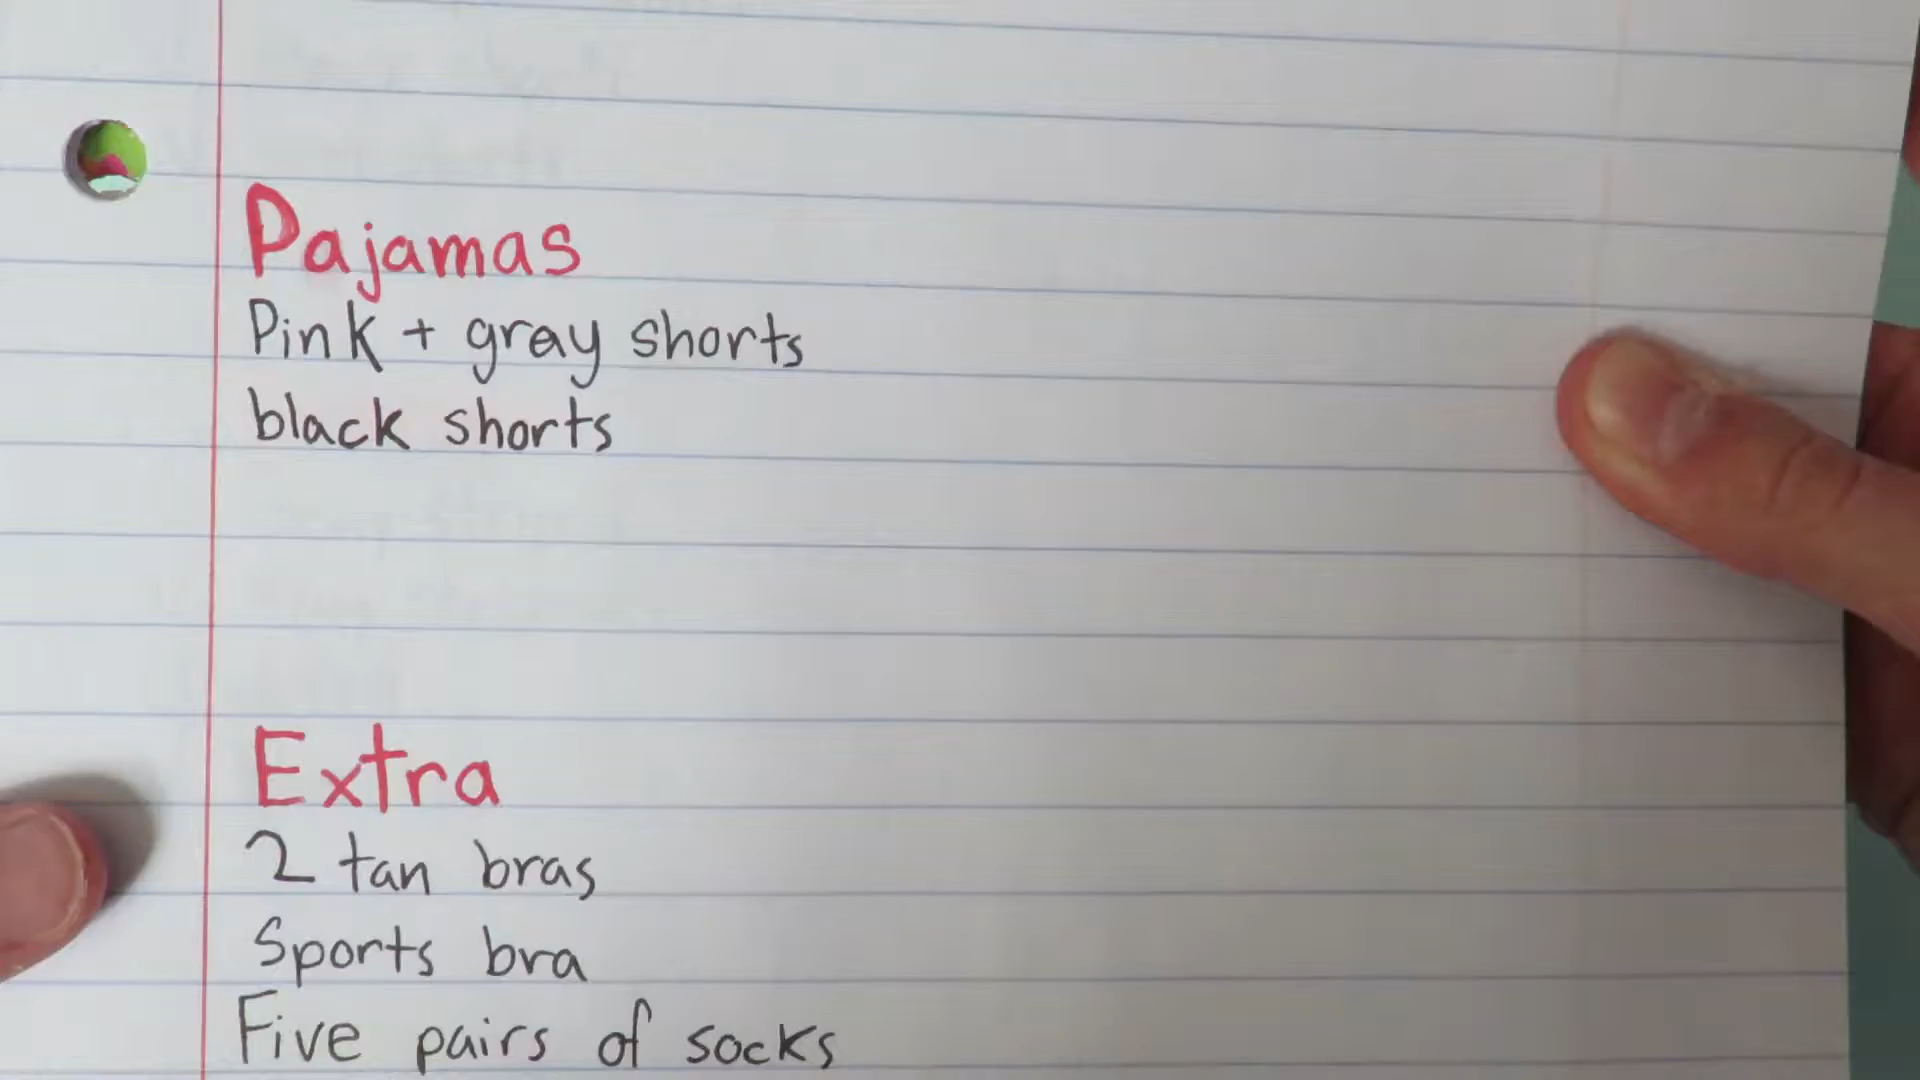 Pajamas
Pink + gray shorts
black shorts
Extra
2 tan bras
Sports bra
Five pairs of socks